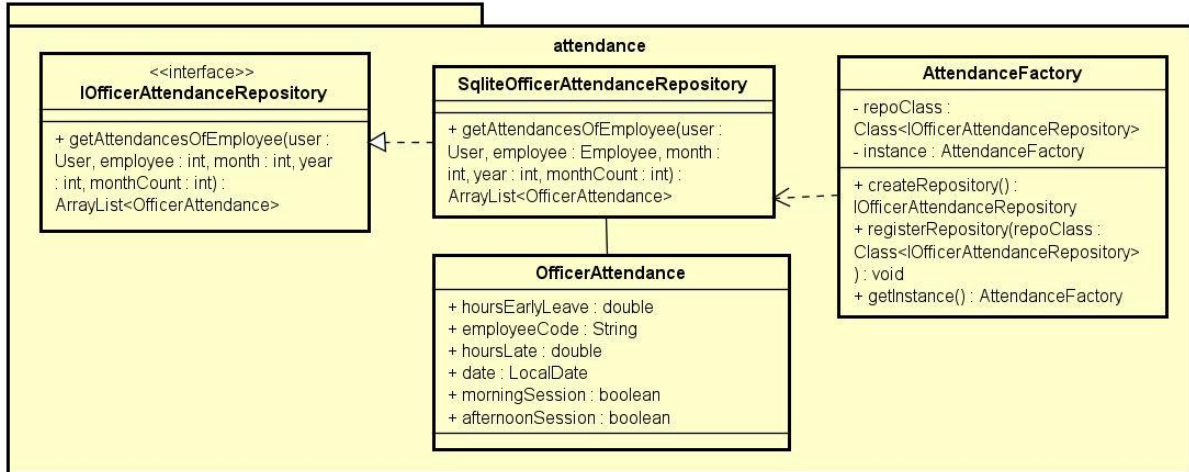 attendance
<<interface>>
IOfficerAttendanceRepository
+ getAttendancesOfEmployee(user :
User, employee : int, month : int, year
: int, monthCount : int) :
ArrayList<OfficerAttendance>
SqliteOfficerAttendanceRepository
+ getAttendancesOfEmployee(user :
User, employee : Employee, month :
int, year : int, monthCount : int) :
ArrayList<OfficerAttendance>
AttendanceFactory
- repoClass :
Class<IOfficerAttendanceRepository>
- instance : AttendanceFactory
+ createRepository() :
IOfficerAttendanceRepository
+ registerRepository(repoClass :
Class<IOfficerAttendanceRepository>
) : void
+ getInstance() : AttendanceFactory
OfficerAttendance
+ hoursEarlyLeave : double
+ employeeCode : String
+ hoursLate : double
+ date : LocalDate
+ morningSession : boolean
+ afternoonSession : boolean